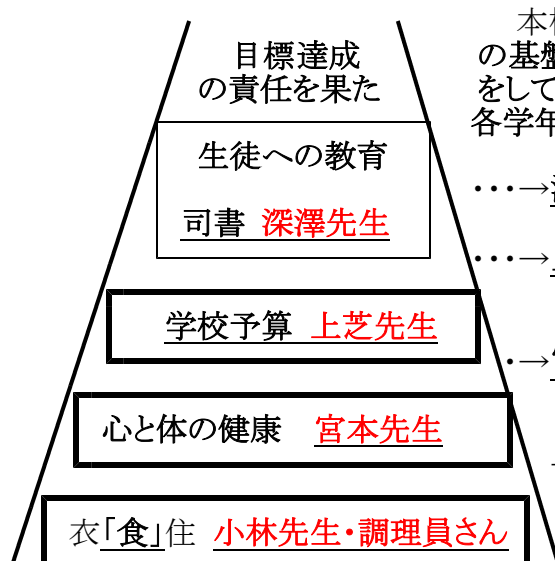 目標達成
の責任を果た
生徒への教育
司書 深澤先生
学校予算 上芝先生
心と体の健康 宮本先生
衣「食」住 小林先生・調理員さん
本
の基盤
をして
各学年
・・・→
・・・→
・→